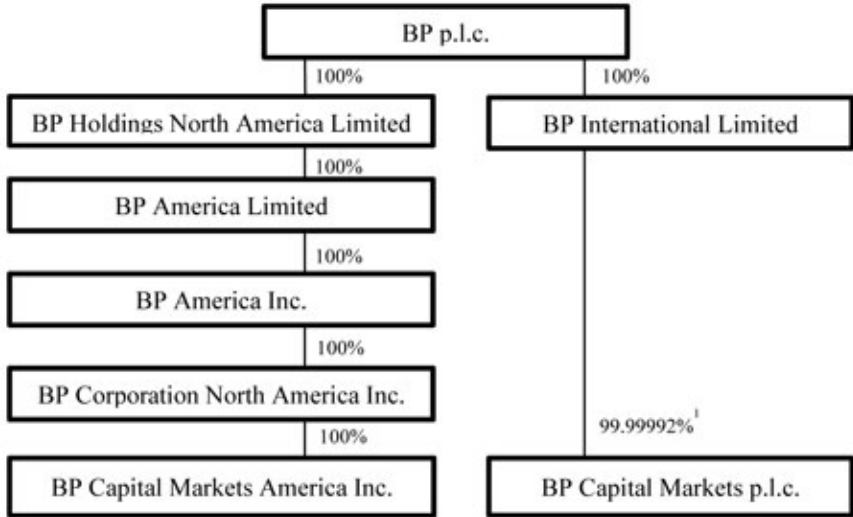 BP p.l.c.
100%
100%
BP Holdings North America Limited
BP International Limited
100%
BP America Limited
100%
BP America Inc.
100%
BP Corporation North America Inc.
100%
99.99992%¹
BP Capital Markets America Inc.
BP Capital Markets p.l.c.